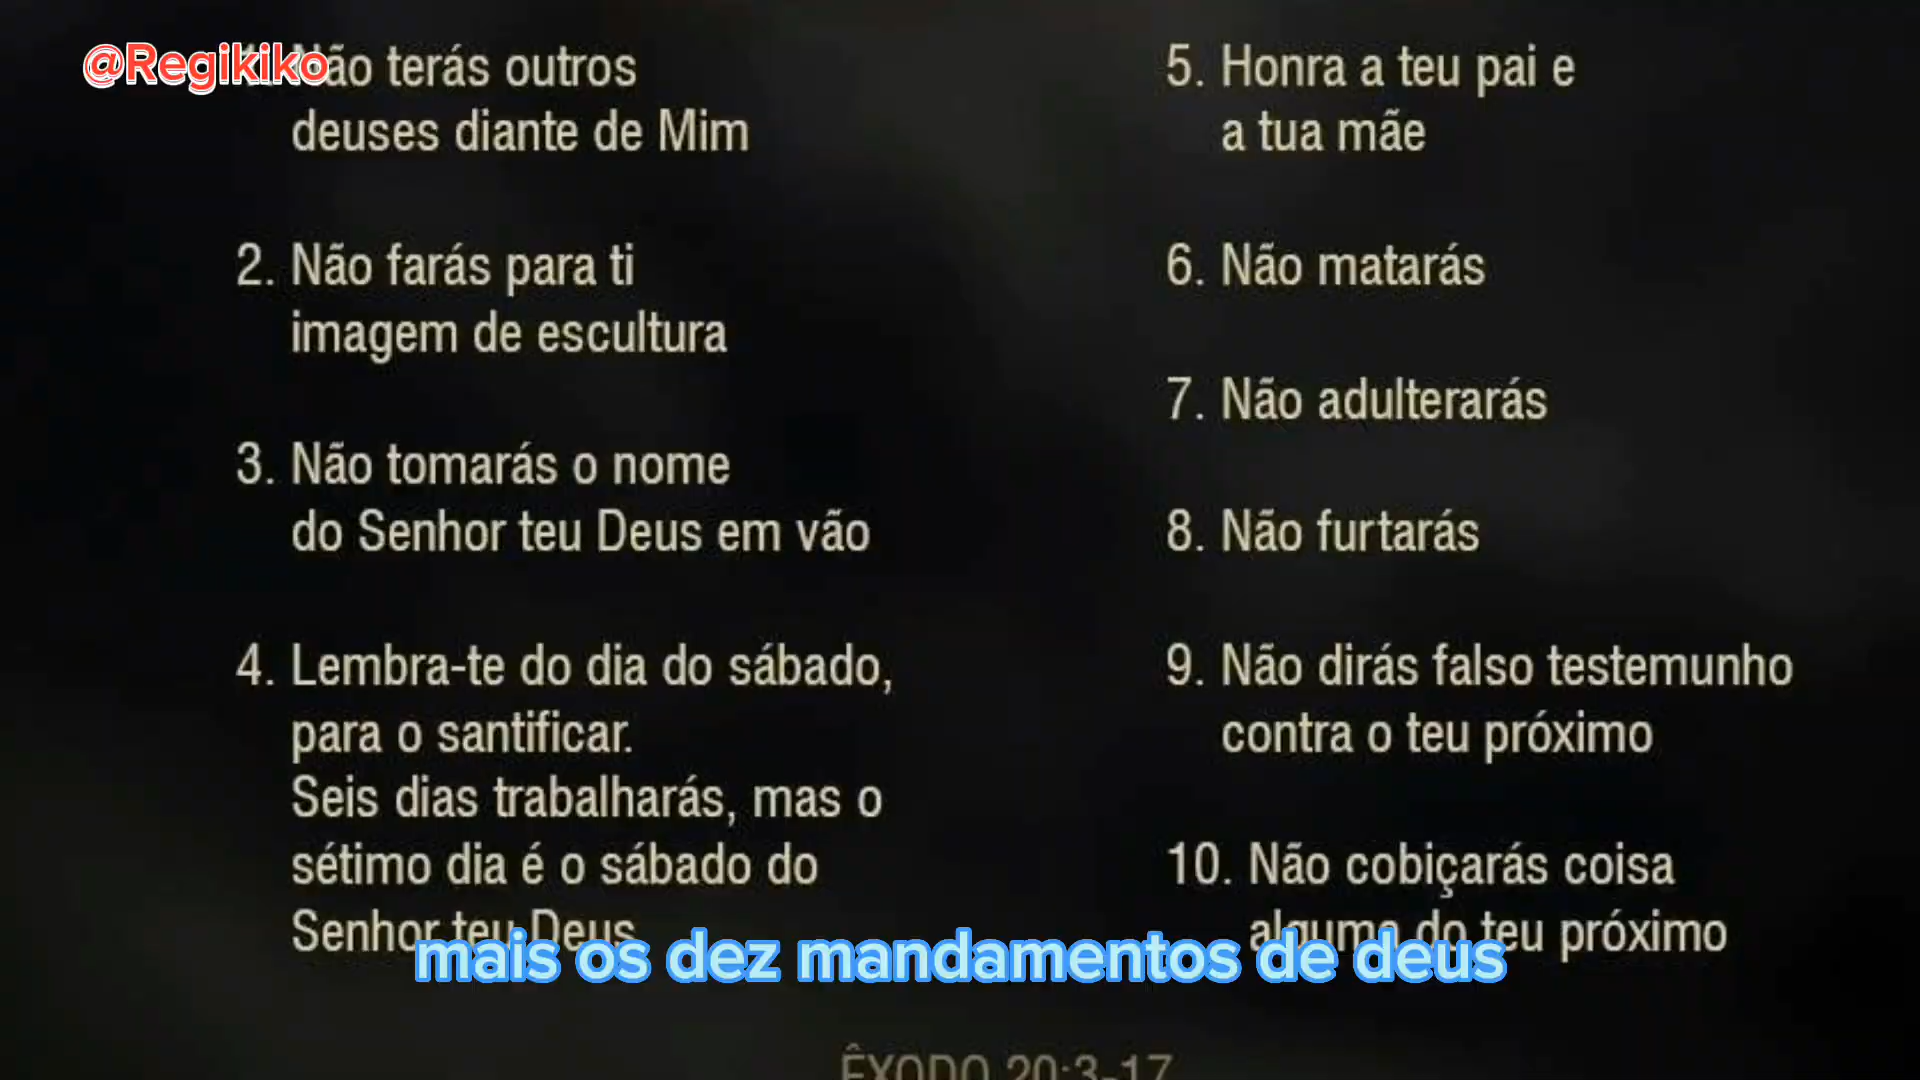 @Regikiko
Não terás outros
deuses diante de Mim
2. Não farás para ti
imagem de escultura
3. Não tomarás o nome
do Senhor teu Deus em vão
4. Lembra-te do dia do sábado,
para o santificar.
Seis dias trabalharás, mas o
sétimo dia é o sábado do
Senhor teu Deus
5. Honra a teu pai e
a tua mãe
6. Não matarás
7. Não adulterarás
8. Não furtarás
9. Não dirás falso testemunho
contra o teu próximo
10. Não cobiçarás coisa
alguma do teu próximo
mais os dez mandamentos de deus
ÊXODO 20:3-17